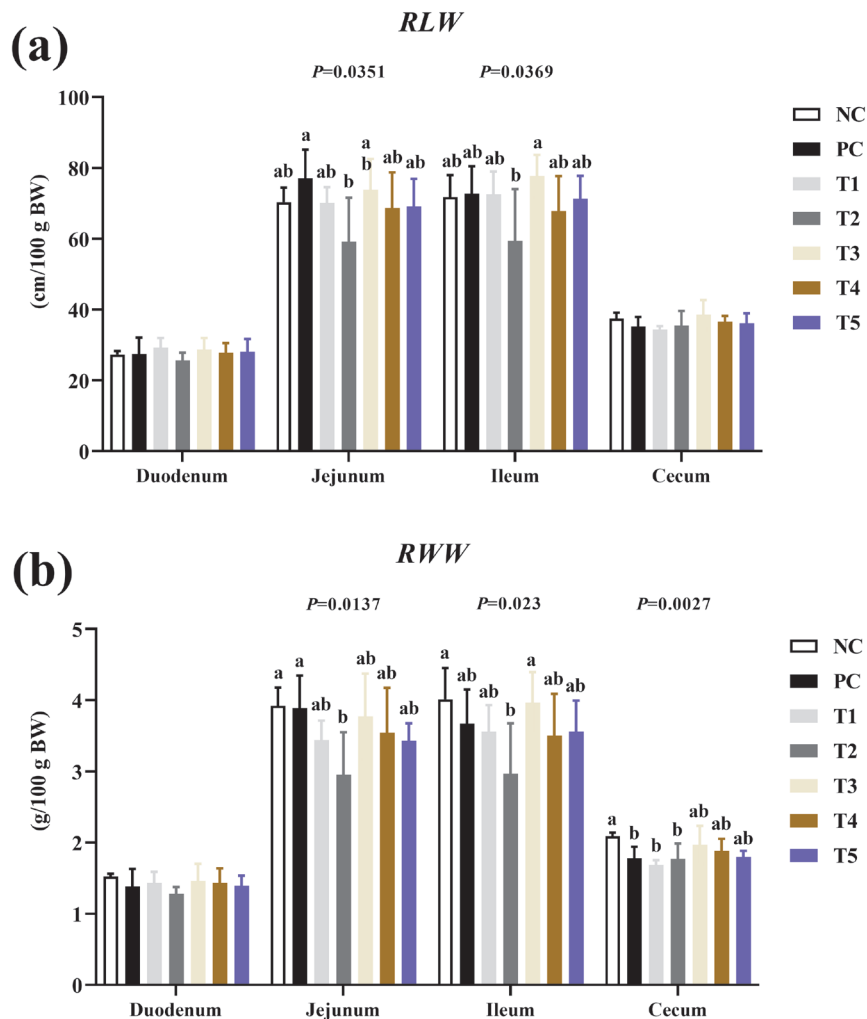 (a)
RLW
P=0.0351 P=0.0369
(cm/100 g BW)
100
80
60
40
20
0
ab a ab b a b ab ab
ab ab ab b a ab ab
Duodenum Jejunum Ileum Cecum
NC
PC
T1
T2
T3
T4
T5
(b)
RWW
P=0.0137 P=0.023 P=0.0027
(g/100 g BW)
5
4
3
2
1
0
a a ab b ab ab ab
a ab ab b a ab ab
a b b b ab ab ab
Duodenum Jejunum Ileum Cecum
NC
PC
T1
T2
T3
T4
T5